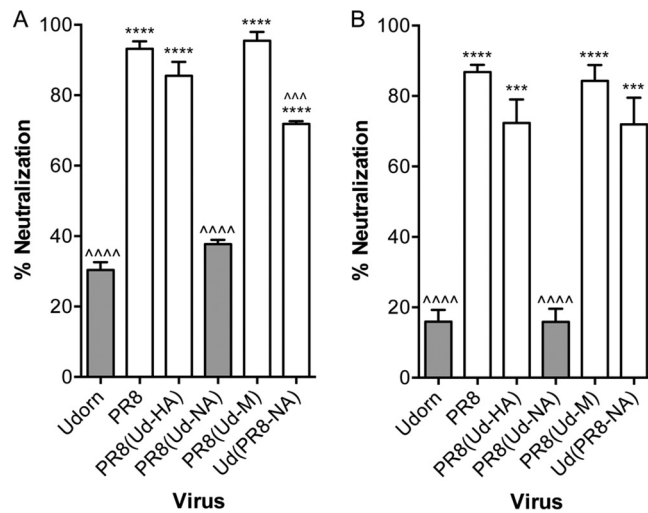 A
% Neutralization
100
80
60
40
20
0
^^^^
****
****
^^^^
****
^^^
****
Udorn
PR8
PR8(Ud-HA)
PR8(Ud-NA)
PR8(Ud-M)
Ud(PR8-NA)
Virus
B
% Neutralization
100
80
60
40
20
0
^^^^
****
***
^^^^
****
***
Udorn
PR8
PR8(Ud-HA)
PR8(Ud-NA)
PR8(Ud-M)
Ud(PR8-NA)
Virus